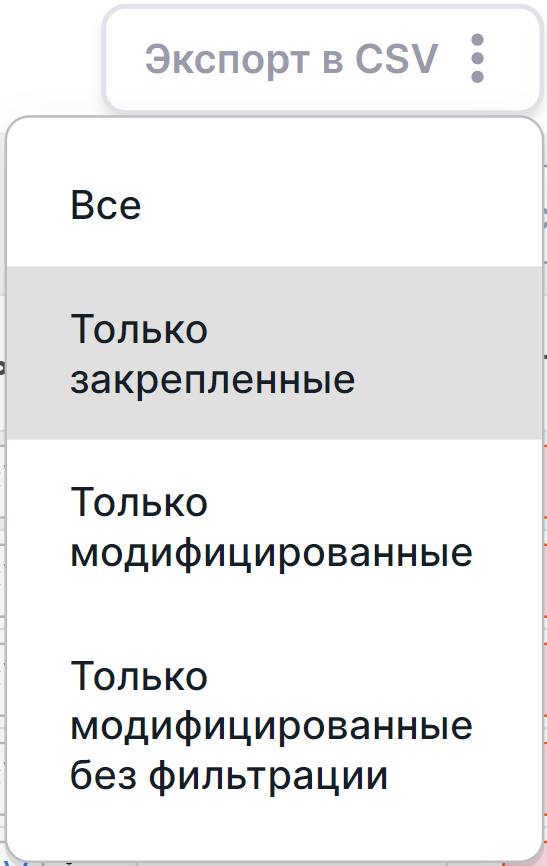 Экспорт в CSV
Все
Только
закрепленные
Только
модифицированные
Только
модифицированные
без фильтрации